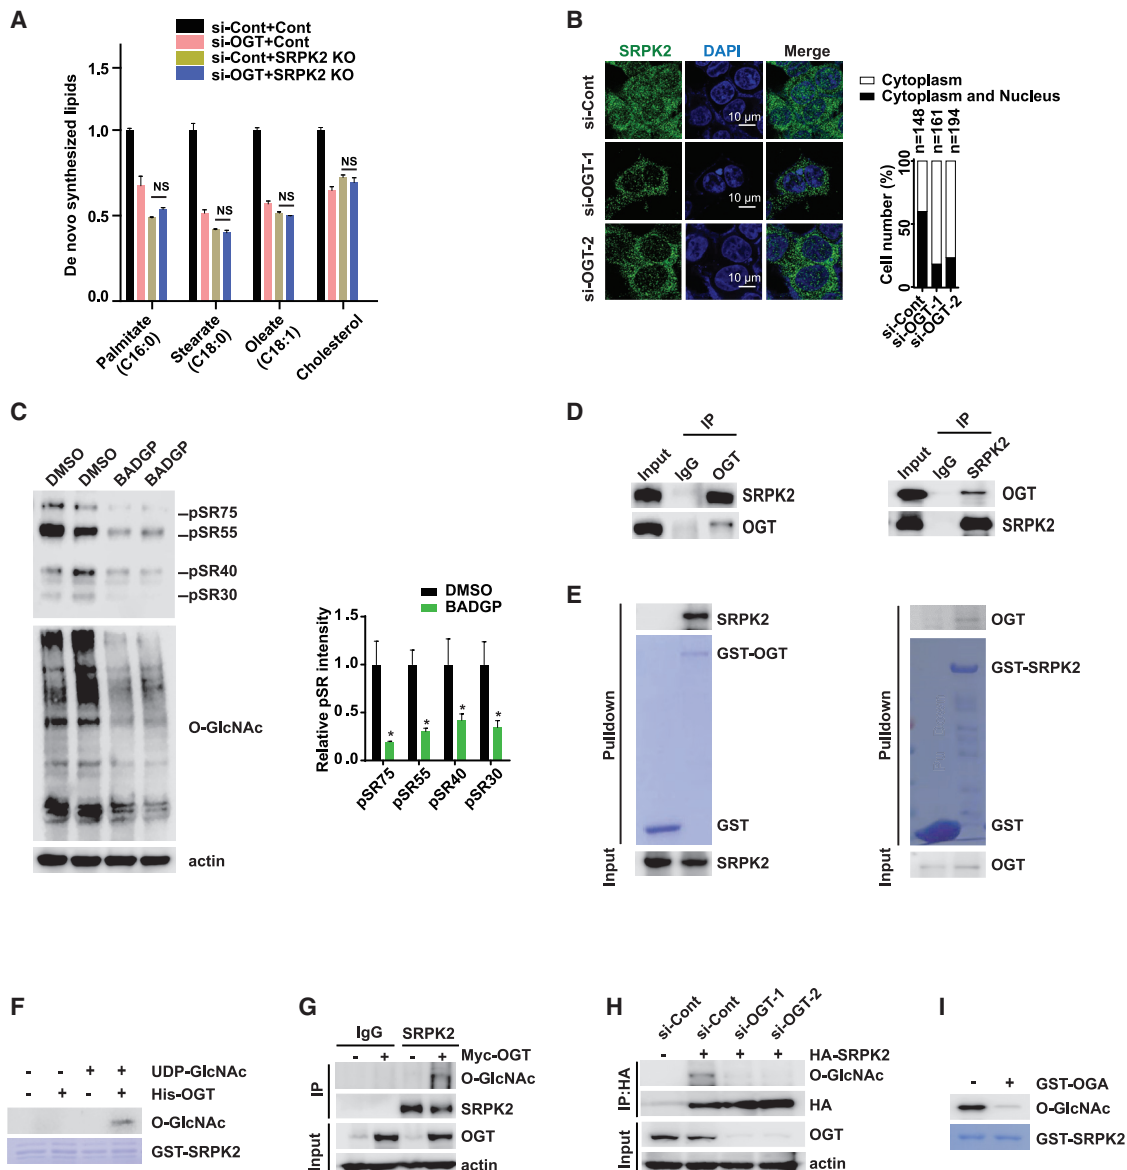 A
si-Cont+Cont
si-OGT+Cont
si-Cont+SRPK2 KO
si-OGT+SRPK2 KO
De novo synthesized lipids
1.5
1.0
0.5
0.0
NS
NS
NS
NS
Palmitate
(C16:0)
Stearate
(C18:0)
Oleate
(C18:1)
Cholesterol
B
SRPK2
DAPI
Merge
si-Cont
si-OGT-1
si-OGT-2
10 μm
10 μm
10 μm
Cytoplasm
Cytoplasm and Nucleus
n=148
n=161
n=194
Cell number (%)
100
50
0
si-Cont
si-OGT-1
si-OGT-2
C
DMSO
DMSO
BADGP
BADGP
pSR75
pSR55
pSR40
pSR30
O-GlcNAc
actin
DMSO
BADGP
Relative pSR intensity
1.5
1.0
0.5
0.0
*
*
*
*
pSR75
pSR55
pSR40
pSR30
D
IP
Input
IgG
OGT
SRPK2
OGT
IP
Input
IgG
SRPK2
OGT
SRPK2
E
Pulldown
Input
SRPK2
GST-OGT
GST
SRPK2
Pulldown
Input
OGT
GST-SRPK2
GST
OGT
F
- - + + UDP-GlcNAc
- + - + His-OGT
O-GlcNAc
GST-SRPK2
G
IgG SRPK2
- + - + Myc-OGT
IP
O-GlcNAc
SRPK2
Input
OGT
actin
H
si-Cont
si-Cont
si-OGT-1
si-OGT-2
- + + + HA-SRPK2
IP:HA
O-GlcNAc
HA
Input
OGT
actin
I
- + GST-OGA
O-GlcNAc
GST-SRPK2